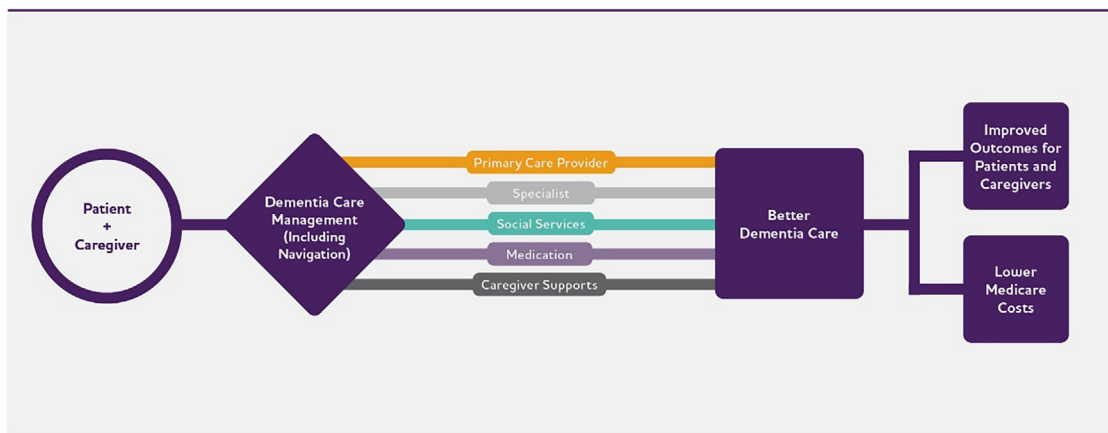 Patient
+
Caregiver
Dementia Care
Management
(Including
Navigation)
Primary Care Provider
Specialist
Social Services
Medication
Caregiver Supports
Better
Dementia Care
Improved
Outcomes for
Patients and
Caregivers
Lower
Medicare
Costs